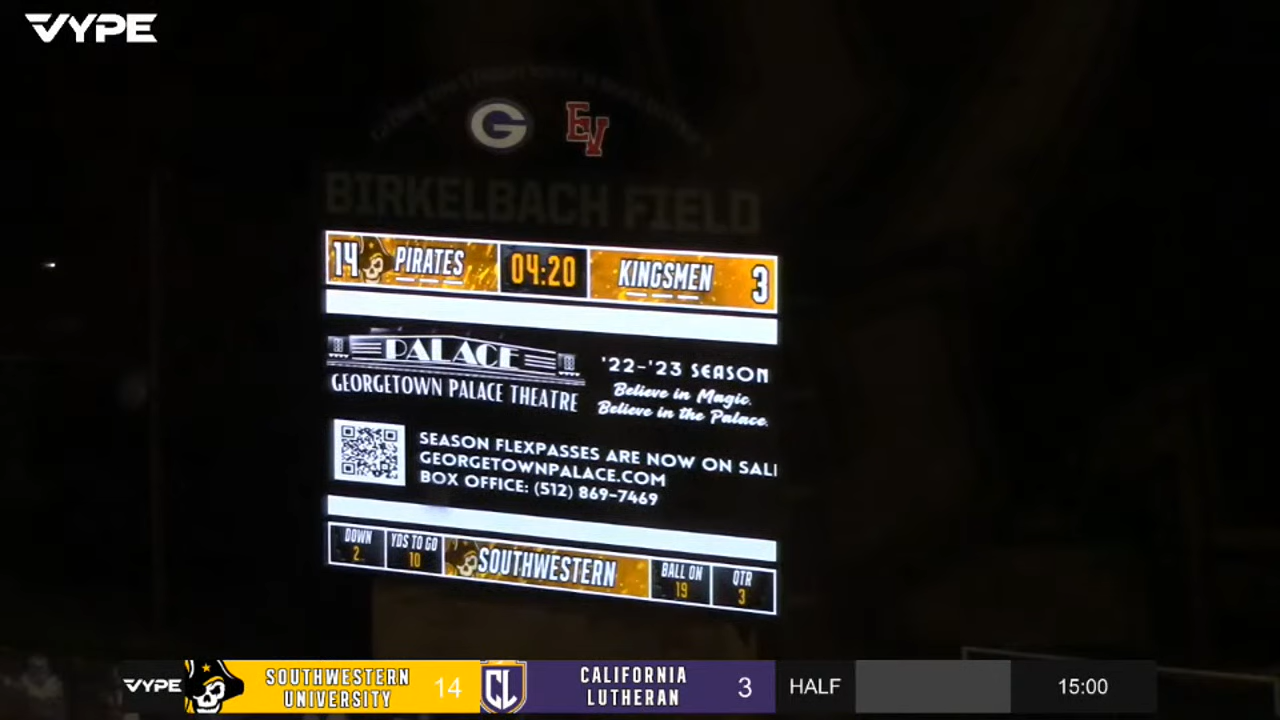 VYPE
G EV
BIRKELBACH FIELD
14 PIRATES 04:20 KINGSMEN 3
PALACE
GEORGETOWN PALACE THEATRE
'22-'23 SEASON
Believe in Magic.
Believe in the Palace.
SEASON FLEXPASSES ARE NOW ON SALE
GEORGETOWNPALACE.COM
BOX OFFICE: (512) 869-7469
DOWN 2
YDS TO GO 10
SOUTHWESTERN
BALL ON 19
QTR 3
VYPE
SOUTHWESTERN
UNIVERSITY
14
CL
CALIFORNIA
LUTHERAN
3
HALF
15:00